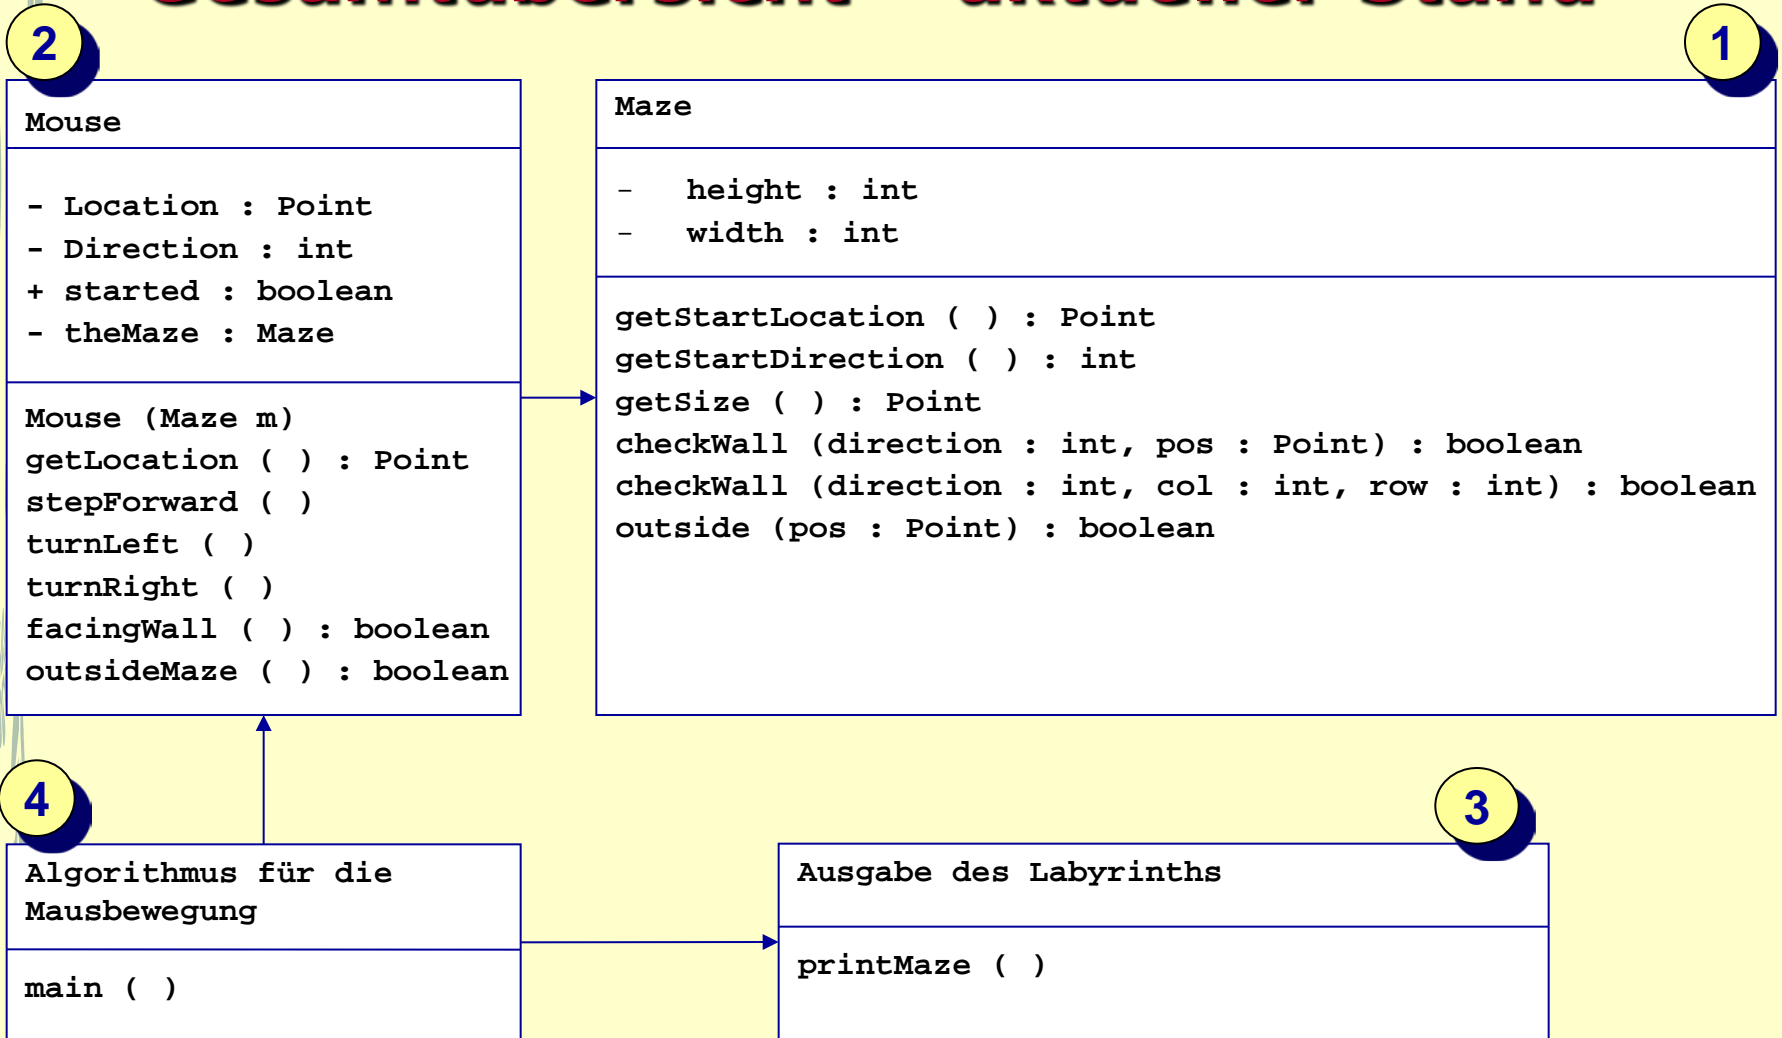 Gesamtübersicht - aktueller Stand
2
1
Mouse
- Location : Point
- Direction : int
+ started : boolean
- theMaze : Maze
Mouse (Maze m)
getLocation ( ) : Point
stepForward ( )
turnLeft ( )
turnRight ( )
facingWall ( ) : boolean
outsideMaze ( ) : boolean
Maze
- height : int
- width : int
getStartLocation ( ) : Point
getStartDirection ( ) : int
getSize ( ) : Point
checkWall (direction : int, pos : Point) : boolean
checkWall (direction : int, col : int, row : int) : boolean
outside (pos : Point) : boolean
4
Algorithmus für die
Mausbewegung
main ( )
3
Ausgabe des Labyrinths
printMaze ( )